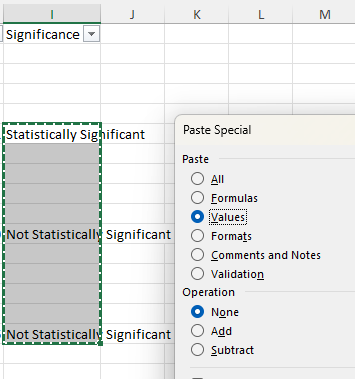 I J K L M
Significance
Statistically Significant
Paste Special
Paste
All
Formulas
Values
Not Statistically Significant
Formats
Comments and Notes
Validation
Operation
None
Add
Not Statistically Significant
Subtract